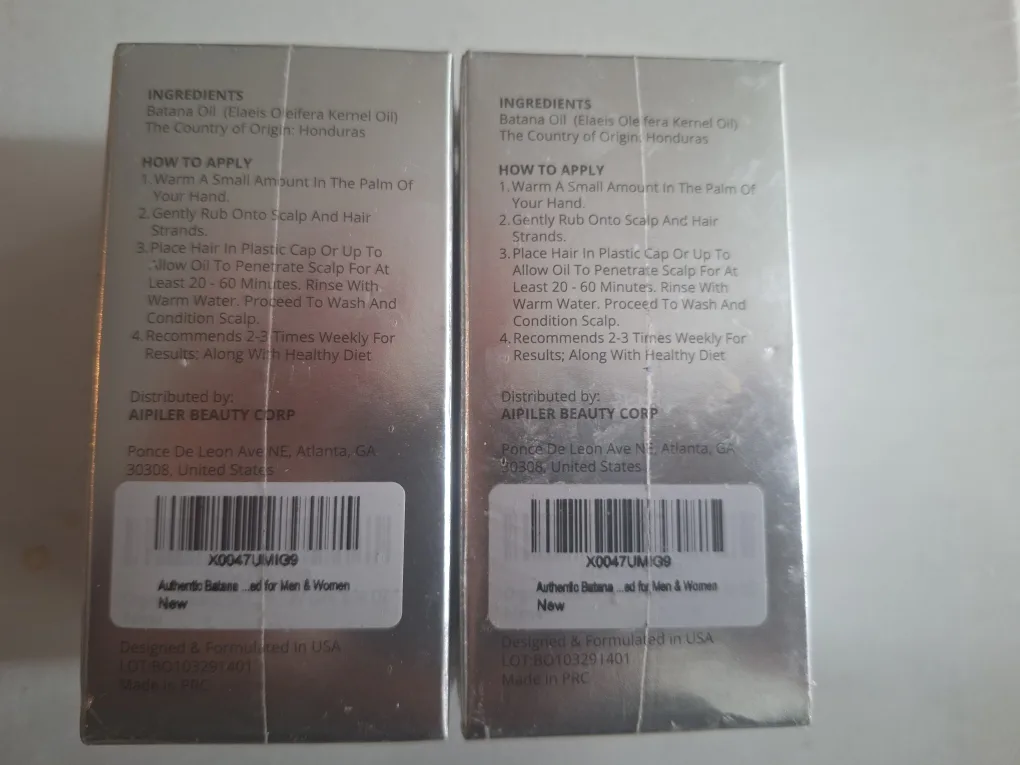 INGREDIENTS
Batana Oil (Elaeis Oleifera Kernel Oil)
The Country of Origin: Honduras
HOW TO APPLY
1. Warm A Small Amount In The Palm Of
Your Hand.
2. Gently Rub Onto Scalp And Hair
Strands.
3. Place Hair In Plastic Cap Or Up To
Allow Oil To Penetrate Scalp For At
Least 20 - 60 Minutes. Rinse With
Warm Water. Proceed To Wash And
Condition Scalp.
4. Recommends 2-3 Times Weekly For
Results; Along With Healthy Diet
Distributed by:
AIPILER BEAUTY CORP
Ponce De Leon Ave NE, Atlanta, GA
30308, United States
X0047UMIG9
Authentic Batana ...ed for Men & Women
New
Designed & Formulated in USA
LOT:BO103291401
Made in PRC
INGREDIENTS
Batana Oil (Elaeis Oleifera Kernel Oil)
The Country of Origin: Honduras
HOW TO APPLY
1. Warm A Small Amount In The Palm Of
Your Hand.
2. Gently Rub Onto Scalp And Hair
Strands.
3. Place Hair In Plastic Cap Or Up To
Allow Oil To Penetrate Scalp For At
Least 20 - 60 Minutes. Rinse With
Warm Water. Proceed To Wash And
Condition Scalp.
4. Recommends 2-3 Times Weekly For
Results; Along With Healthy Diet
Distributed by:
AIPILER BEAUTY CORP
Ponce De Leon Ave NE, Atlanta, GA
30308, United States
X0047UMIG9
Authentic Batana ...ed for Men & Women
New
Designed & Formulated in USA
LOT:BO103291401
Made in PRC